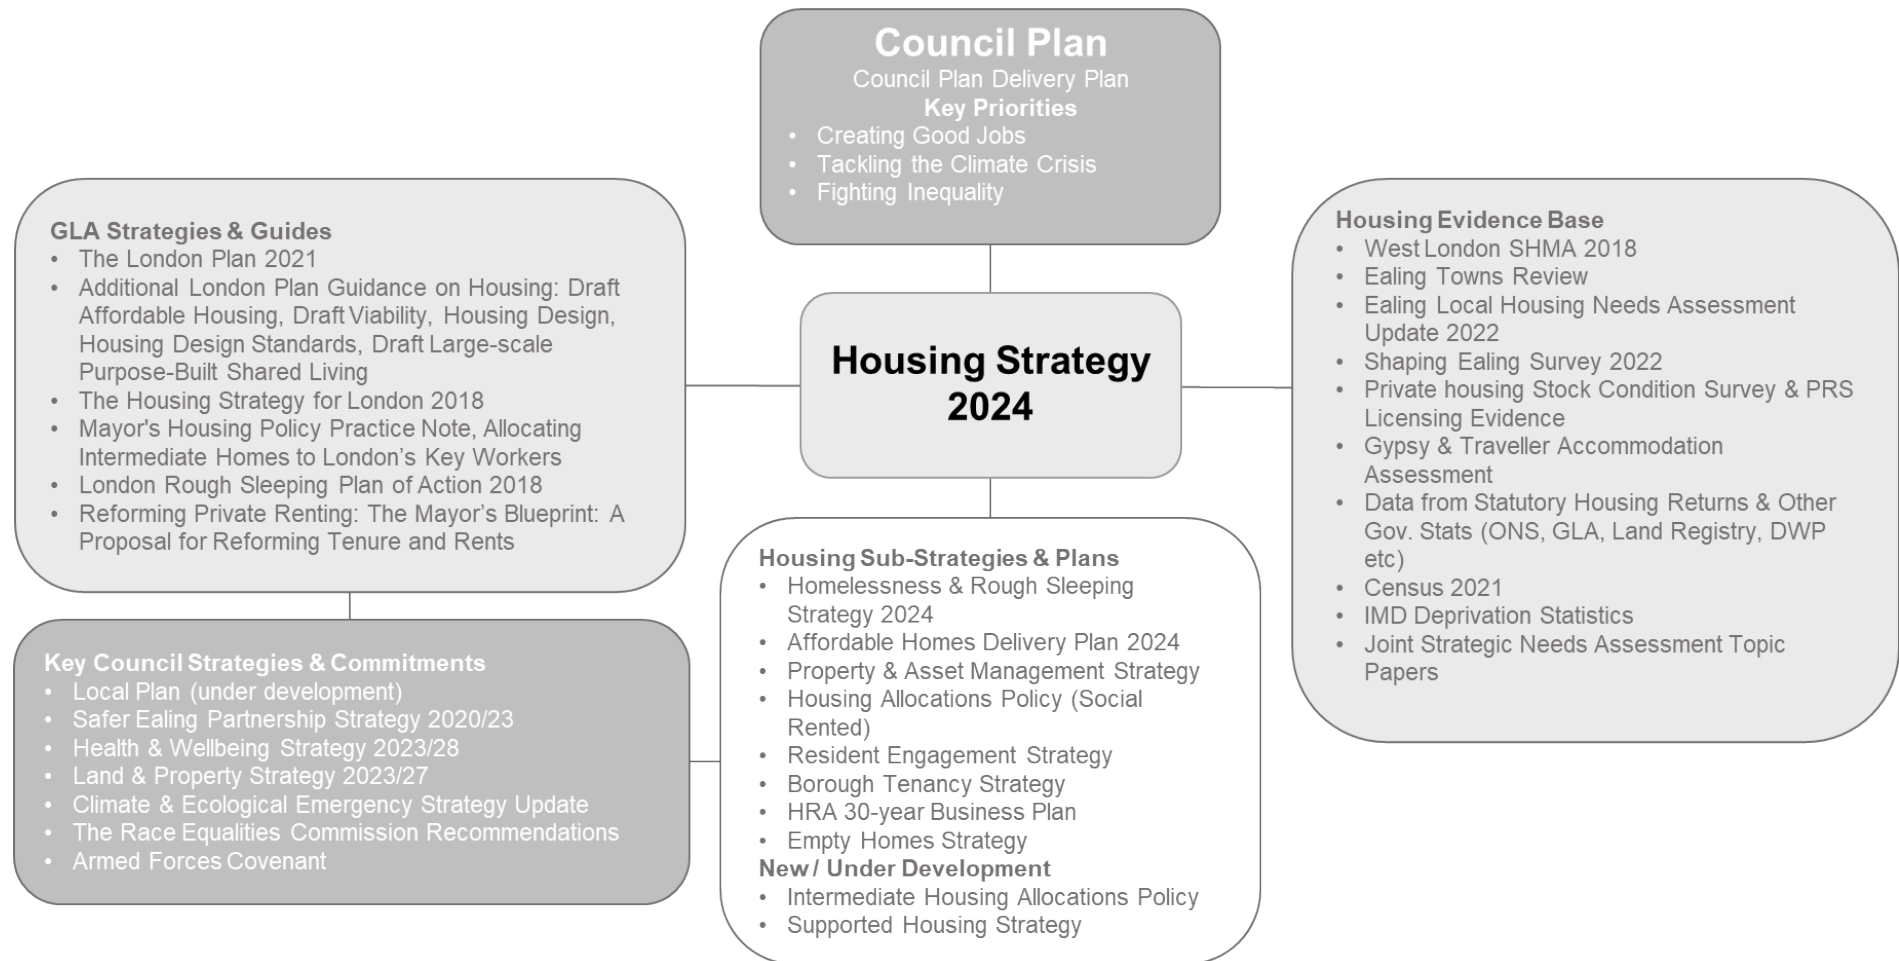 Council Plan
Council Plan Delivery Plan
Key Priorities
• Creating Good Jobs
• Tackling the Climate Crisis
• Fighting Inequality
GLA Strategies & Guides
• The London Plan 2021
• Additional London Plan Guidance on Housing: Draft
Affordable Housing, Draft Viability, Housing Design,
Housing Design Standards, Draft Large-scale
Purpose-Built Shared Living
• The Housing Strategy for London 2018
• Mayor's Housing Policy Practice Note, Allocating
Intermediate Homes to London’s Key Workers
• London Rough Sleeping Plan of Action 2018
• Reforming Private Renting: The Mayor’s Blueprint: A
Proposal for Reforming Tenure and Rents
Housing Strategy
2024
Housing Evidence Base
• West London SHMA 2018
• Ealing Towns Review
• Ealing Local Housing Needs Assessment
Update 2022
• Shaping Ealing Survey 2022
• Private housing Stock Condition Survey & PRS
Licensing Evidence
• Gypsy & Traveller Accommodation
Assessment
• Data from Statutory Housing Returns & Other
Gov. Stats (ONS, GLA, Land Registry, DWP
etc)
• Census 2021
• IMD Deprivation Statistics
• Joint Strategic Needs Assessment Topic
Papers
Key Council Strategies & Commitments
• Local Plan (under development)
• Safer Ealing Partnership Strategy 2020/23
• Health & Wellbeing Strategy 2023/28
• Land & Property Strategy 2023/27
• Climate & Ecological Emergency Strategy Update
• The Race Equalities Commission Recommendations
• Armed Forces Covenant
Housing Sub-Strategies & Plans
• Homelessness & Rough Sleeping
Strategy 2024
• Affordable Homes Delivery Plan 2024
• Property & Asset Management Strategy
• Housing Allocations Policy (Social
Rented)
• Resident Engagement Strategy
• Borough Tenancy Strategy
• HRA 30-year Business Plan
• Empty Homes Strategy
New / Under Development
• Intermediate Housing Allocations Policy
• Supported Housing Strategy